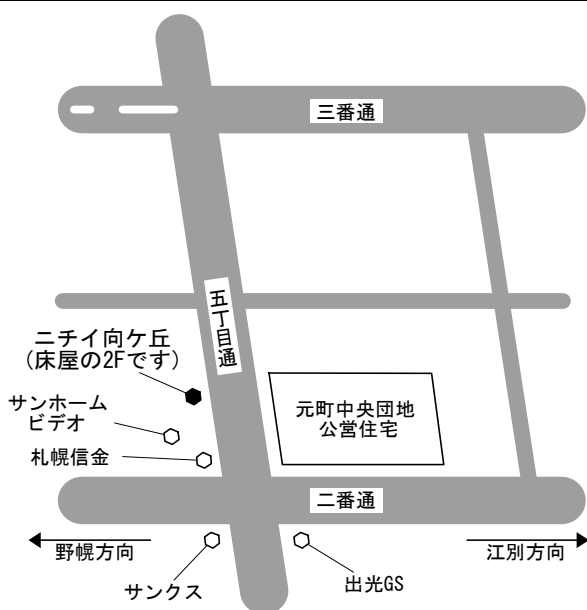 三番通
五丁目通
ニチイ向ケ丘
(床屋の2Fです)
サンホーム
ビデオ
札幌信金
元町中央団地
公営住宅
二番通
野幌方向
江別方向
サンクス
出光GS